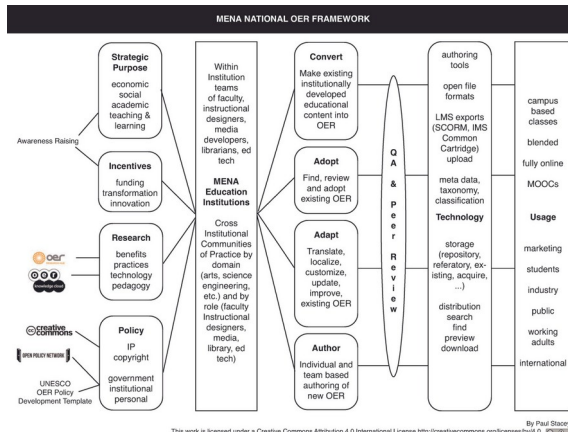 MENA NATIONAL OER FRAMEWORK
Awareness Raising
oer
oer
knowledge cloud
creative
commons
OPEN POLICY NETWORK
UNESCO
OER Policy
Development Template
Strategic
Purpose
economic
social
academic
teaching &
learning
Incentives
funding
transformation
innovation
Research
benefits
practices
technology
pedagogy
Policy
IP
copyright
government
institutional
personal
Within
Institution
teams
of faculty,
instructional
designers,
media
developers,
librarians, ed
tech
MENA
Education
Institutions
Cross
Institutional
Communities
of Practice by
domain
(arts, science
engineering,
etc.) and by
role (faculty
Instructional
designers,
media,
library, ed
tech)
Convert
Make existing
institutionally
developed
educational
content into
OER
Adopt
Find, review
and adopt
existing OER
Adapt
Translate,
localize,
customize,
update,
improve,
existing OER
Author
Individual and
team based
authoring of
new OER
Q
A
&
P
e
e
r
R
e
v
i
e
w
authoring
tools
open file
formats
LMS exports
(SCORM, IMS
Common
Cartridge)
upload
meta data,
taxonomy,
classification
Technology
storage
(repository,
referatory, ex-
isting, acquire,
...)
distribution
search
find
preview
download
campus
based
classes
blended
fully online
MOOCs
Usage
marketing
students
industry
public
working
adults
international
By Paul Stacey
This work is licensed under a Creative Commons Attribution 4.0 International License http://creativecommons.org/licenses/by/4.0